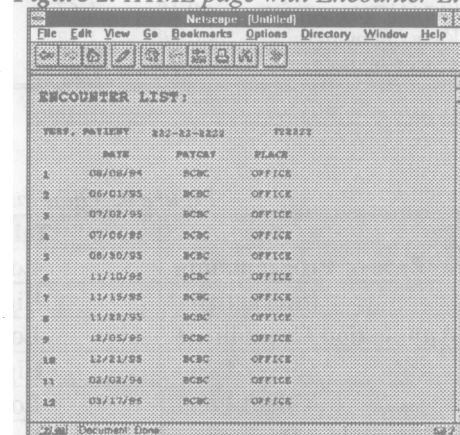 Figure 2. HTML page with Encounter Li
Netscape - [Untitled]
File Edit View Go Bookmarks Options Directory Window Help
ENCOUNTER LIST:
TEST, PATIENT 222-22-2222
DATE PATCAT PLACE
1 08/08/94 BCBC OFFICE
2 06/01/95 BCBC OFFICE
3 07/02/95 BCBC OFFICE
4 07/06/95 BCBC OFFICE
5 08/30/95 BCBC OFFICE
6 11/10/95 BCBC OFFICE
7 11/15/95 BCBC OFFICE
8 11/22/95 BCBC OFFICE
9 12/05/95 BCBC OFFICE
10 12/21/95 BCBC OFFICE
11 02/02/96 BCBC OFFICE
12 03/17/96 BCBC OFFICE
Document: Done